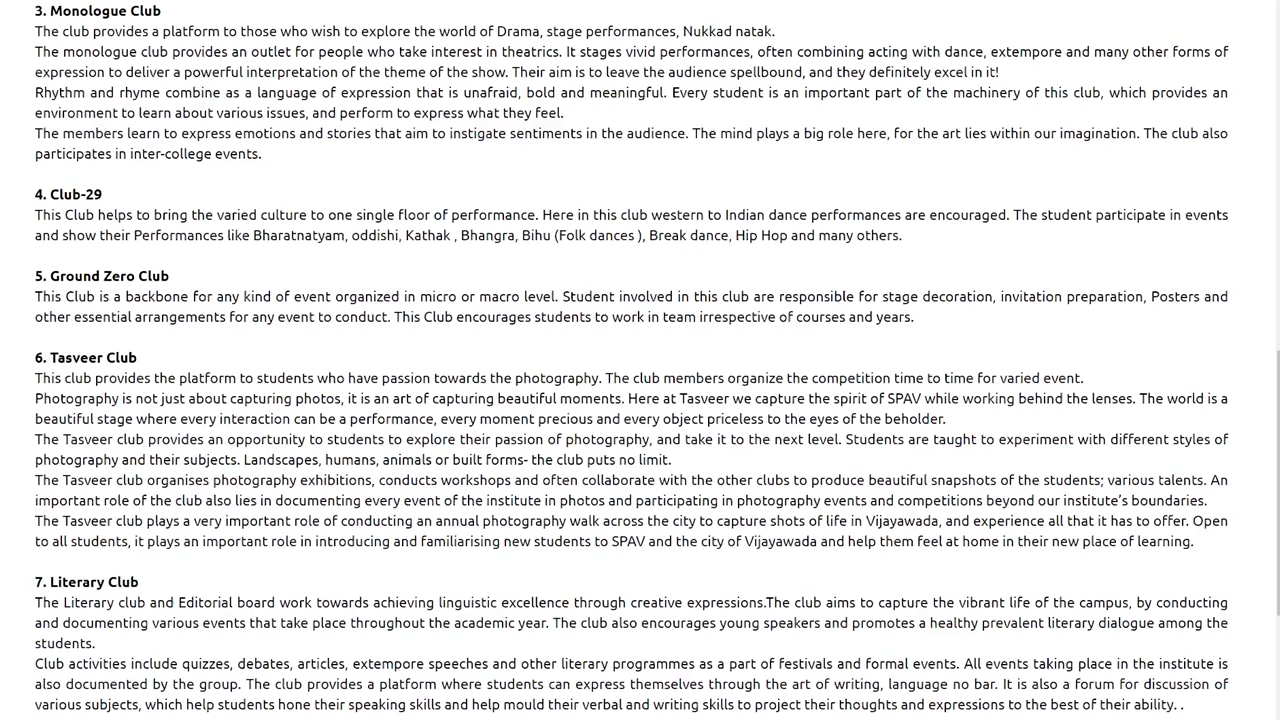 3. Monologue Club
The club provides a platform to those who wish to explore the world of Drama, stage performances, Nukkad natak.
The monologue club provides an outlet for people who take interest in theatrics. It stages vivid performances, often combining acting with dance, extempore and many other forms of
expression to deliver a powerful interpretation of the theme of the show. Their aim is to leave the audience spellbound, and they definitely excel in it!
Rhythm and rhyme combine as a language of expression that is unafraid, bold and meaningful. Every student is an important part of the machinery of this club, which provides an
environment to learn about various issues, and perform to express what they feel.
The members learn to express emotions and stories that aim to instigate sentiments in the audience. The mind plays a big role here, for the art lies within our imagination. The club also
participates in inter-college events.
4. Club-29
This Club helps to bring the varied culture to one single floor of performance. Here in this club western to Indian dance performances are encouraged. The student participate in events
and show their Performances like Bharatnatyam, oddishi, Kathak , Bhangra, Bihu (Folk dances ), Break dance, Hip Hop and many others.
5. Ground Zero Club
This Club is a backbone for any kind of event organized in micro or macro level. Student involved in this club are responsible for stage decoration, invitation preparation, Posters and
other essential arrangements for any event to conduct. This Club encourages students to work in team irrespective of courses and years.
6. Tasveer Club
This club provides the platform to students who have passion towards the photography. The club members organize the competition time to time for varied event.
Photography is not just about capturing photos, it is an art of capturing beautiful moments. Here at Tasveer we capture the spirit of SPAV while working behind the lenses. The world is a
beautiful stage where every interaction can be a performance, every moment precious and every object priceless to the eyes of the beholder.
The Tasveer club provides an opportunity to students to explore their passion of photography, and take it to the next level. Students are taught to experiment with different styles of
photography and their subjects. Landscapes, humans, animals or built forms- the club puts no limit.
The Tasveer club organises photography exhibitions, conducts workshops and often collaborate with the other clubs to produce beautiful snapshots of the students; various talents. An
important role of the club also lies in documenting every event of the institute in photos and participating in photography events and competitions beyond our institute's boundaries.
The Tasveer club plays a very important role of conducting an annual photography walk across the city to capture shots of life in Vijayawada, and experience all that it has to offer. Open
to all students, it plays an important role in introducing and familiarising new students to SPAV and the city of Vijayawada and help them feel at home in their new place of learning.
7. Literary Club
The Literary club and Editorial board work towards achieving linguistic excellence through creative expressions.The club aims to capture the vibrant life of the campus, by conducting
and documenting various events that take place throughout the academic year. The club also encourages young speakers and promotes a healthy prevalent literary dialogue among the
students.
Club activities include quizzes, debates, articles, extempore speeches and other literary programmes as a part of festivals and formal events. All events taking place in the institute is
also documented by the group. The club provides a platform where students can express themselves through the art of writing, language no bar. It is also a forum for discussion of
various subjects, which help students hone their speaking skills and help mould their verbal and writing skills to project their thoughts and expressions to the best of their ability. .